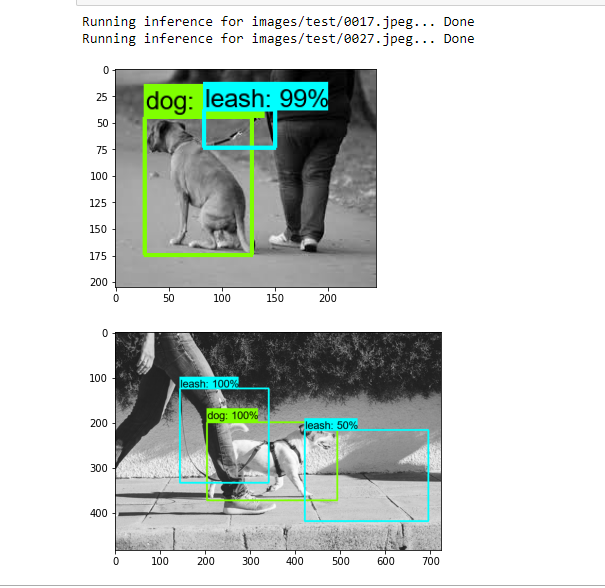 Running inference for images/test/0017.jpeg... Done
Running inference for images/test/0027.jpeg... Done
0
25
50
75
100
125
150
175
200
dog:
leash: 99%
0 50 100 150 200
0
100
200
300
400
leash: 100%
dog: 100%
leash: 50%
0 100 200 300 400 500 600 700